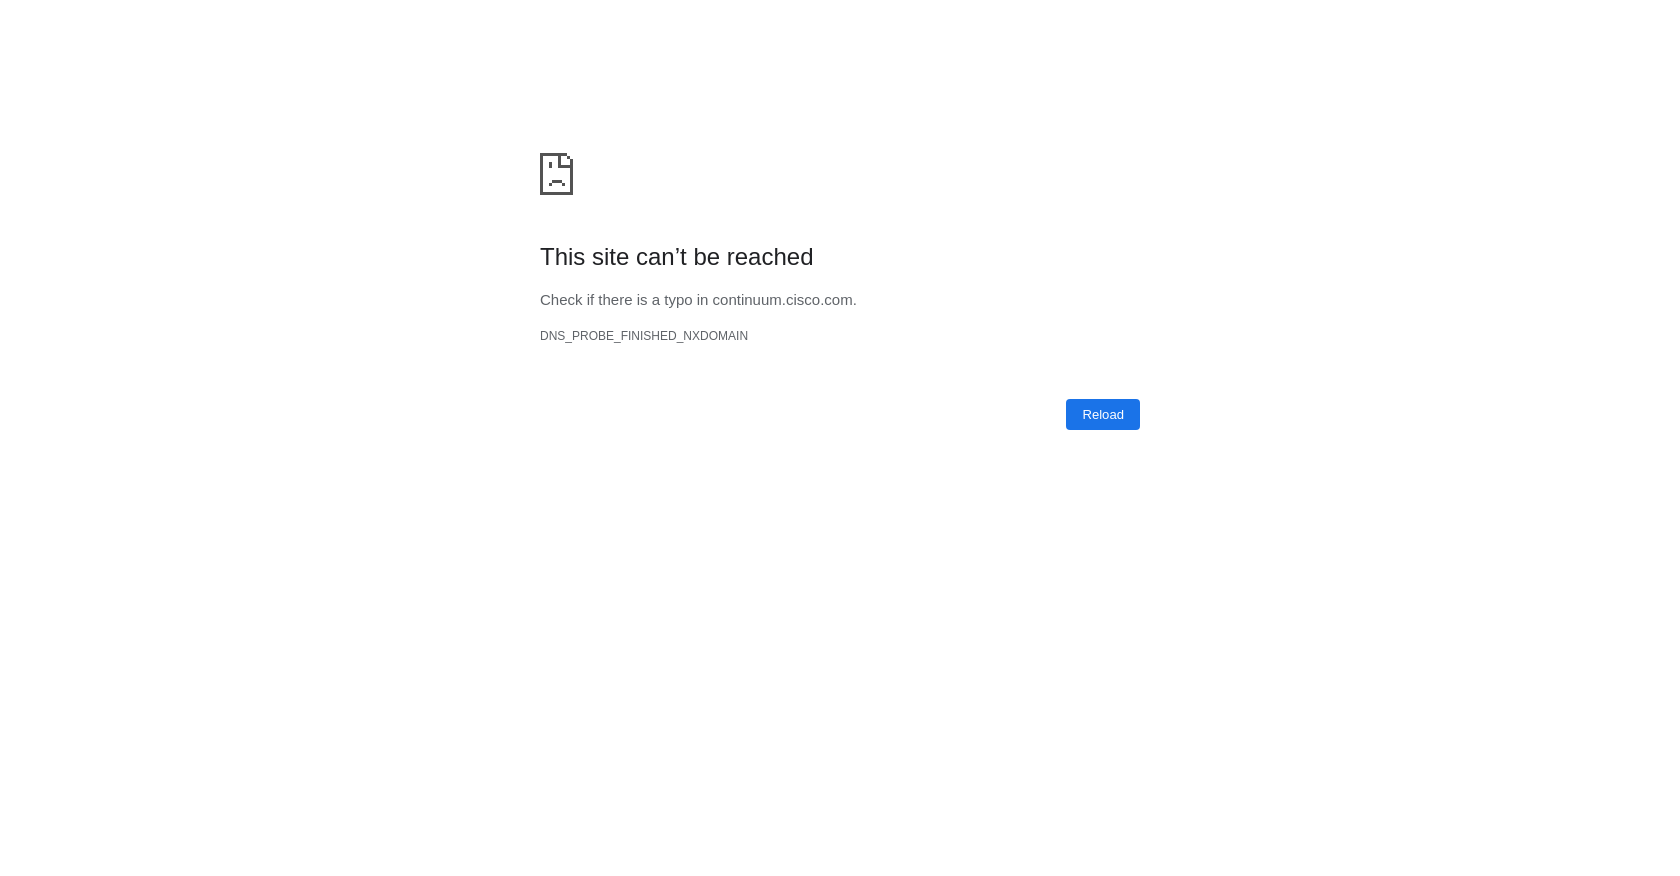 This site can’t be reached
Check if there is a typo in continuum.cisco.com.
DNS_PROBE_FINISHED_NXDOMAIN
Reload